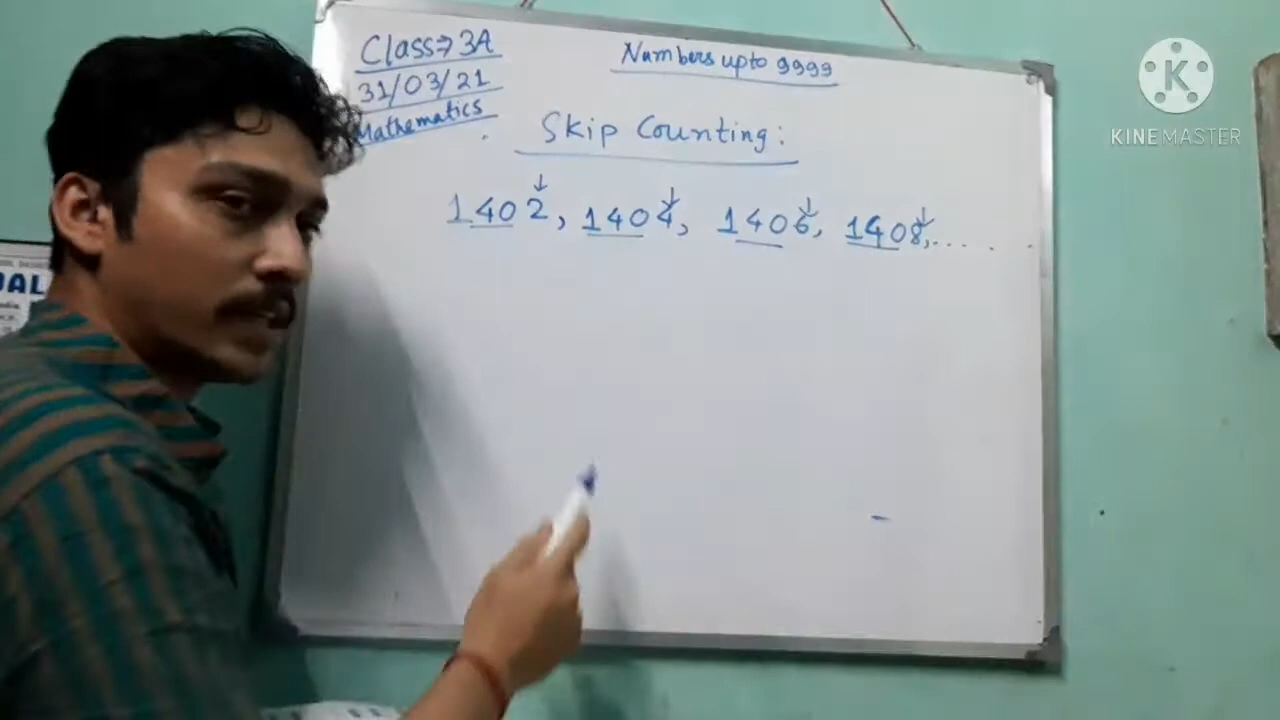 Class⇒3A
31/03/21
Mathematics
Numbers upto 9999
Skip Counting:
1402, 1404, 1406, 1408,.....
KINEMASTER